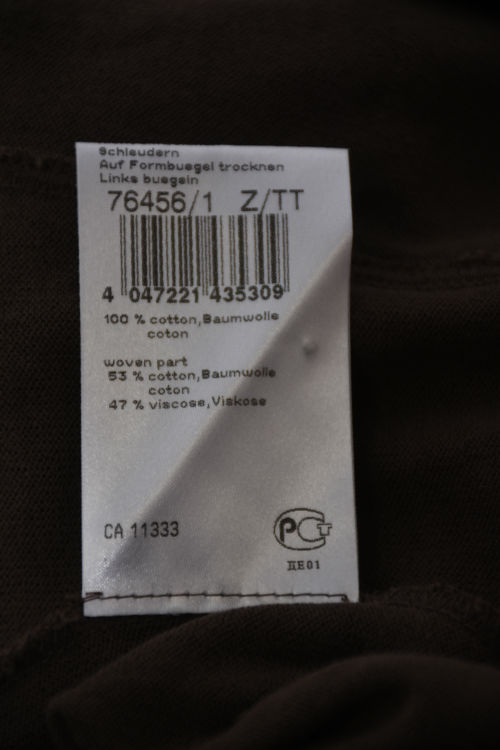 Schleudern
Auf Formbuegel trocknen
Links buegeln
76456/1 Z/TT
4 047221 435309
100 % cotton,Baumwolle
coton
woven part
53 % cotton,Baumwolle
coton
47 % viscose,Viskose
CA 11333
РСТ
ДЕ01